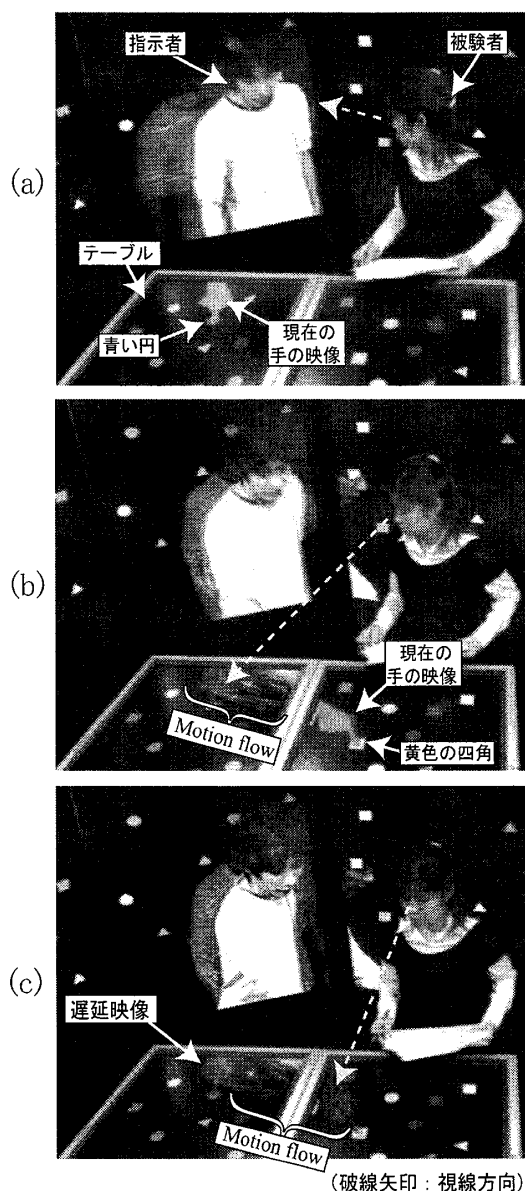 指示者
被験者
(a)
テーブル
青い円
現在の
手の映像
(b)
現在の
手の映像
Motion flow
黄色の四角
(c)
遅延映像
Motion flow
(破線矢印：視線方向)